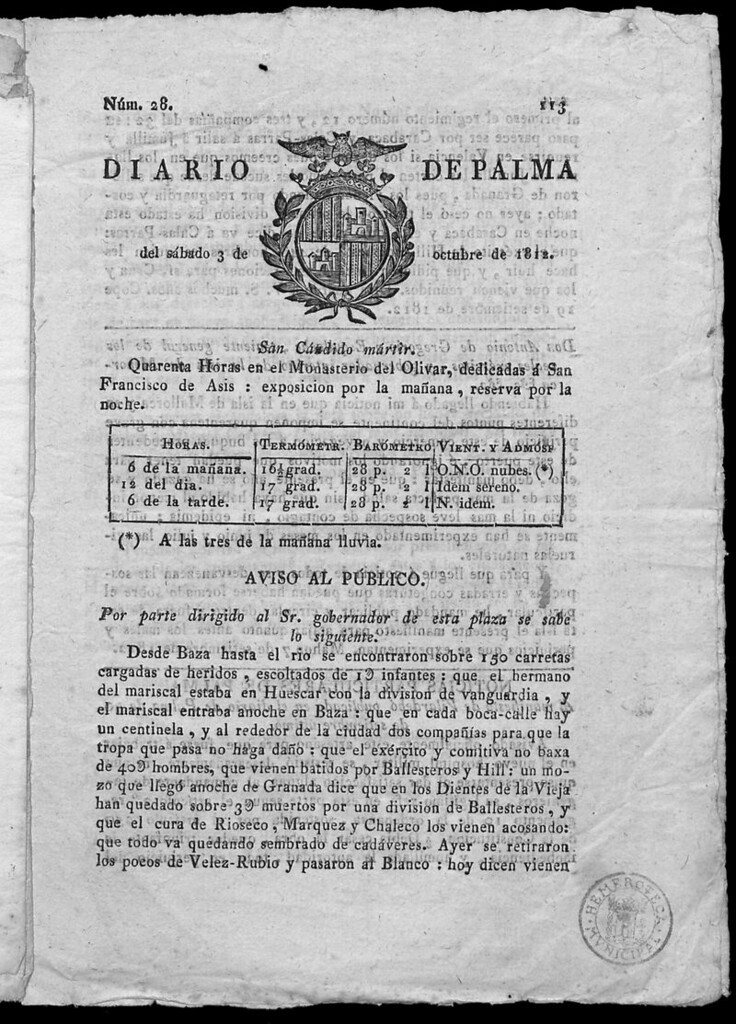 Núm. 28. 113
DIARIO DE PALMA
del sábado 3 de octubre de 1812.
San Cándido mártir.
Quarenta Horas en el Monasterio del Olivar, dedicadas á San
Francisco de Asis : exposicion por la mañana, reserva por la
noche.
HORAS. TERMÓMETR. BARÓMETRO VIENT. Y ADMÓSF
6 de la mañana. 16½ grad. 28 p. 2 l O.N.O. nubes. (*)
12 del dia. 17 grad. 28 p. 2 l Idem sereno.
6 de la tarde. 17 grad. 28 p. 2 l N. idem.
(*) A las tres de la mañana lluvia.
AVISO AL PÚBLICO.
Por parte dirigido al Sr. gobernador de esta plaza se sabe
lo siguiente.
Desde Baza hasta el rio se encontraron sobre 150 carretas
cargadas de heridos, escoltados de 1Ð infantes : que el hermano
del mariscal estaba en Huescar con la division de vanguardia, y
el mariscal entraba anoche en Baza : que en cada boca-calle hay
un centinela, y al rededor de la ciudad dos compañías para que la
tropa que pasa no haga daño : que el exército y comitiva no baxa
de 40Ð hombres, que vienen batidos por Ballesteros y Hill: un mo-
zo que llegó anoche de Granada dice que en los Dientes de la Vieja
han quedado sobre 3Ð muertos por una division de Ballesteros, y
que el cura de Rioseco, Marquez y Chaleco los vienen acosando:
que todo va quedando sembrado de cadáveres. Ayer se retiraron
los pocos de Velez-Rubio y pasaron al Blanco : hoy dicen vienen
HEMEROTECA MUNICIPAL